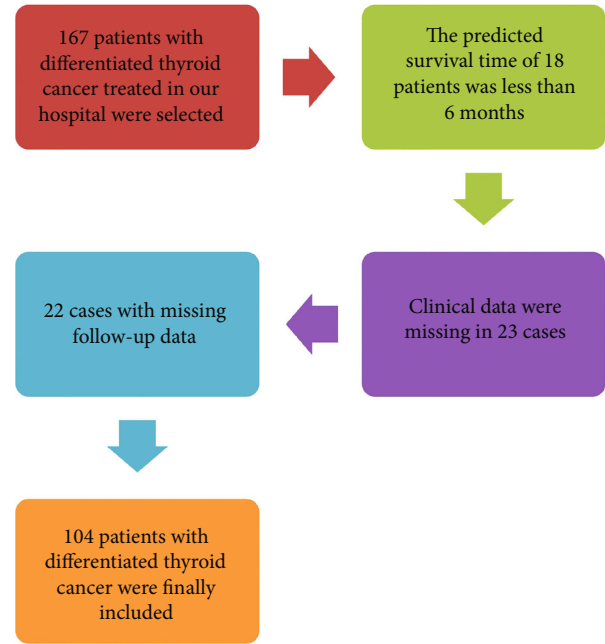 167 patients with
differentiated thyroid
cancer treated in our
hospital were selected
The predicted
survival time of 18
patients was less than
6 months
Clinical data were
missing in 23 cases
22 cases with missing
follow-up data
104 patients with
differentiated thyroid
cancer were finally
included